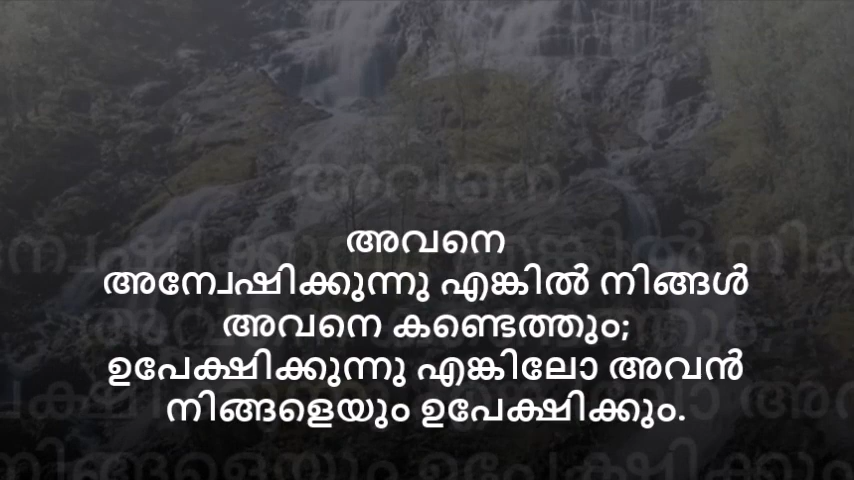 അവനെ
അന്വേഷിക്കുന്നു എങ്കിൽ നിങ്ങൾ
അവനെ കണ്ടെത്തും;
ഉപേക്ഷിക്കുന്നു എങ്കിലോ അവൻ
നിങ്ങളെയും ഉപേക്ഷിക്കും.